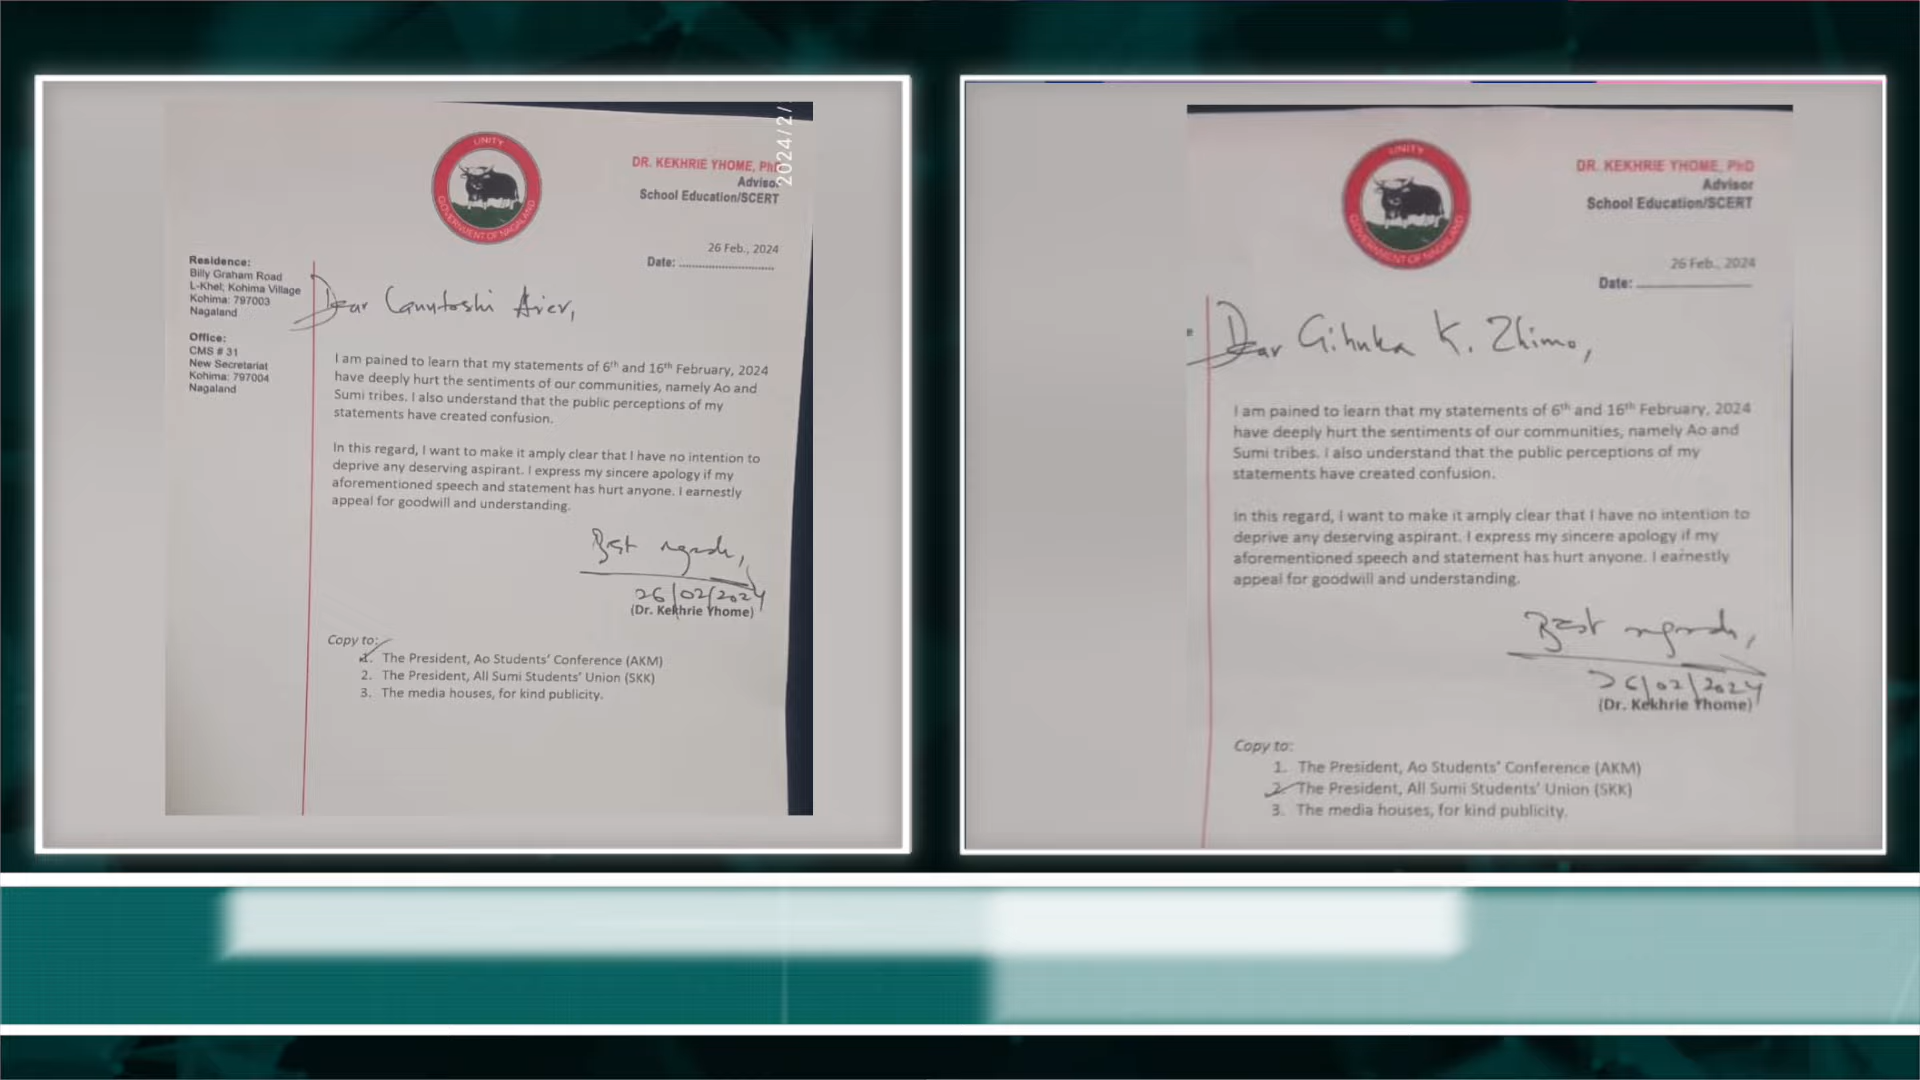 2024/2/
UNITY
GOVERNMENT OF NAGALAND
DR. KEKHRIE YHOME, PhD
Advisor
School Education/SCERT
26 Feb., 2024
Date: ........................
Residence:
Billy Graham Road
L-Khel; Kohima Village
Kohima: 797003
Nagaland
Office:
CMS # 31
New Secretariat
Kohima: 797004
Nagaland
Dear
I am pained to learn that my statements of 6th and 16th February, 2024
have deeply hurt the sentiments of our communities, namely Ao and
Sumi tribes. I also understand that the public perceptions of my
statements have created confusion.
In this regard, I want to make it amply clear that I have no intention to
deprive any deserving aspirant. I express my sincere apology if my
aforementioned speech and statement has hurt anyone. I earnestly
appeal for goodwill and understanding.
Best regards,
26/02/2024
(Dr. Kekhrie Yhome)
Copy to:
1. The President, Ao Students' Conference (AKM)
2. The President, All Sumi Students' Union (SKK)
3. The media houses, for kind publicity.
UNITY
GOVERNMENT OF NAGALAND
DR. KEKHRIE YHOME, PhD
Advisor
School Education/SCERT
26 Feb., 2024
Date: ........................
Dear Gihuka K. Zhimo,
I am pained to learn that my statements of 6th and 16th February, 2024
have deeply hurt the sentiments of our communities, namely Ao and
Sumi tribes. I also understand that the public perceptions of my
statements have created confusion.
In this regard, I want to make it amply clear that I have no intention to
deprive any deserving aspirant. I express my sincere apology if my
aforementioned speech and statement has hurt anyone. I earnestly
appeal for goodwill and understanding.
Best regards,
26/02/2024
(Dr. Kekhrie Yhome)
Copy to:
1. The President, Ao Students' Conference (AKM)
2. The President, All Sumi Students' Union (SKK)
3. The media houses, for kind publicity.